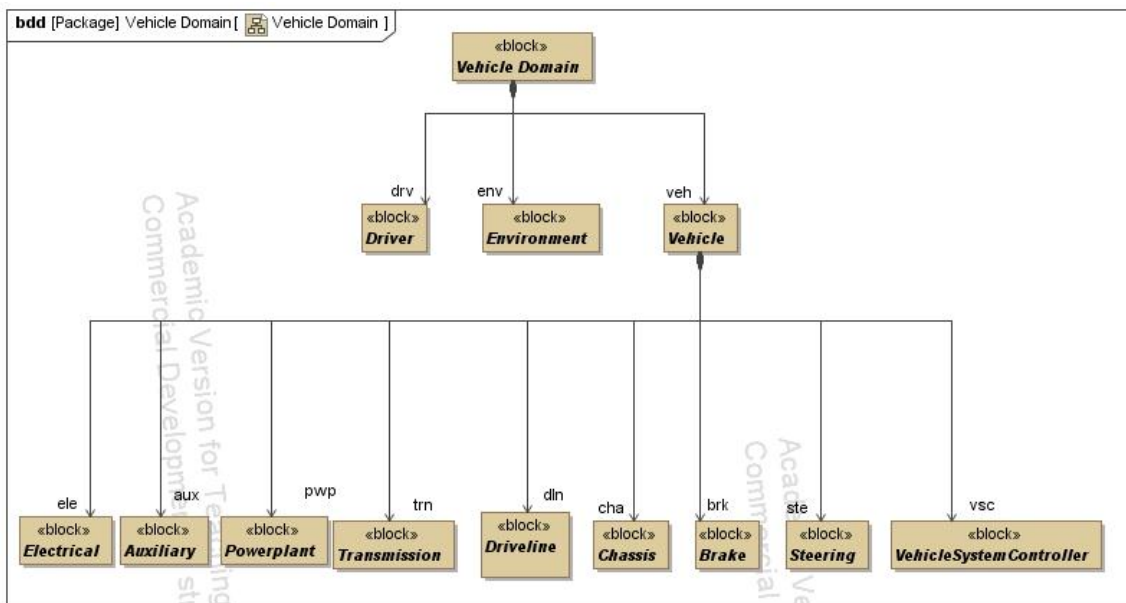 bdd [Package] Vehicle Domain [ Vehicle Domain ]
«block»
Vehicle Domain
drv
env
veh
«block»
Driver
«block»
Environment
«block»
Vehicle
ele
aux
pwp
trn
dln
cha
brk
ste
vsc
«block»
Electrical
«block»
Auxiliary
«block»
Powerplant
«block»
Transmission
«block»
Driveline
«block»
Chassis
«block»
Brake
«block»
Steering
«block»
VehicleSystemController
Academic Version for Teaching
Commercial Development str
Commercial